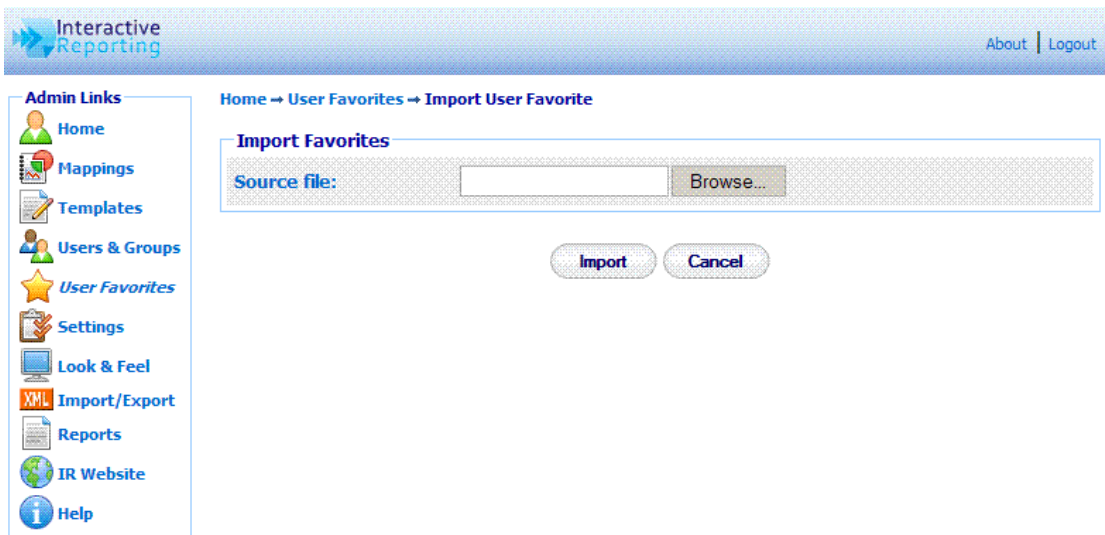 Interactive
Reporting
About | Logout
Admin Links
Home
Mappings
Templates
Users & Groups
User Favorites
Settings
Look & Feel
XML Import/Export
Reports
IR Website
Help
Home → User Favorites → Import User Favorite
Import Favorites
Source file:
Browse...
Import
Cancel